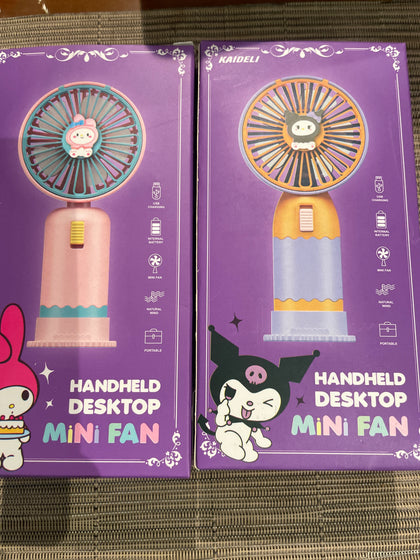 USB
CHARGING
INTERNAL
BATTERY
MINI FAN
NATURAL
WIND
PORTABLE
HANDHELD
DESKTOP
MiNi FAN
KAIDELI
USB
CHARGING
INTERNAL
BATTERY
MINI FAN
NATURAL
WIND
PORTABLE
HANDHELD
DESKTOP
MiNi FAN